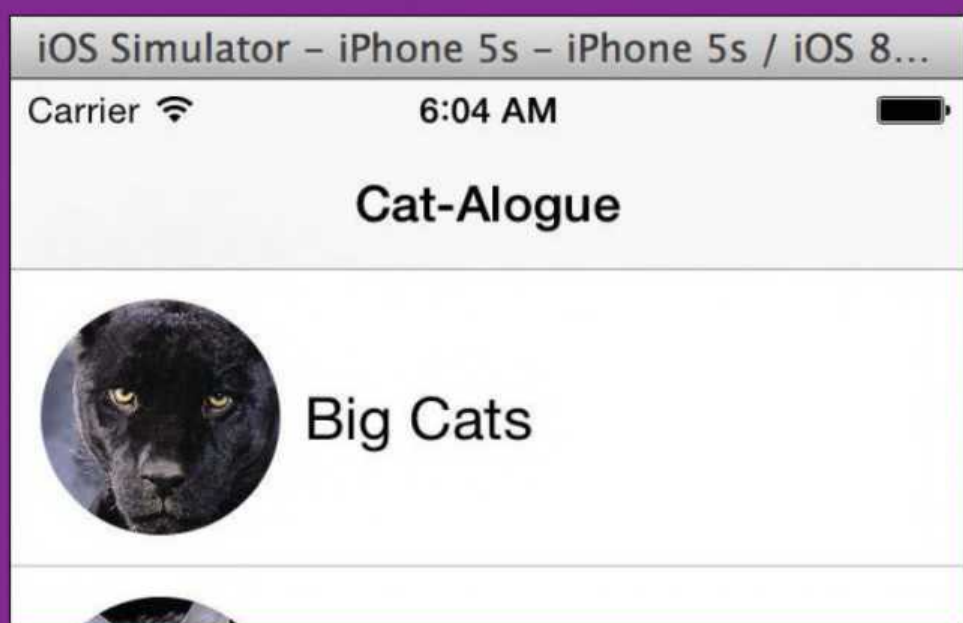 iOS Simulator – iPhone 5s – iPhone 5s / iOS 8...
Carrier 6:04 AM
Cat-Alogue
Big Cats